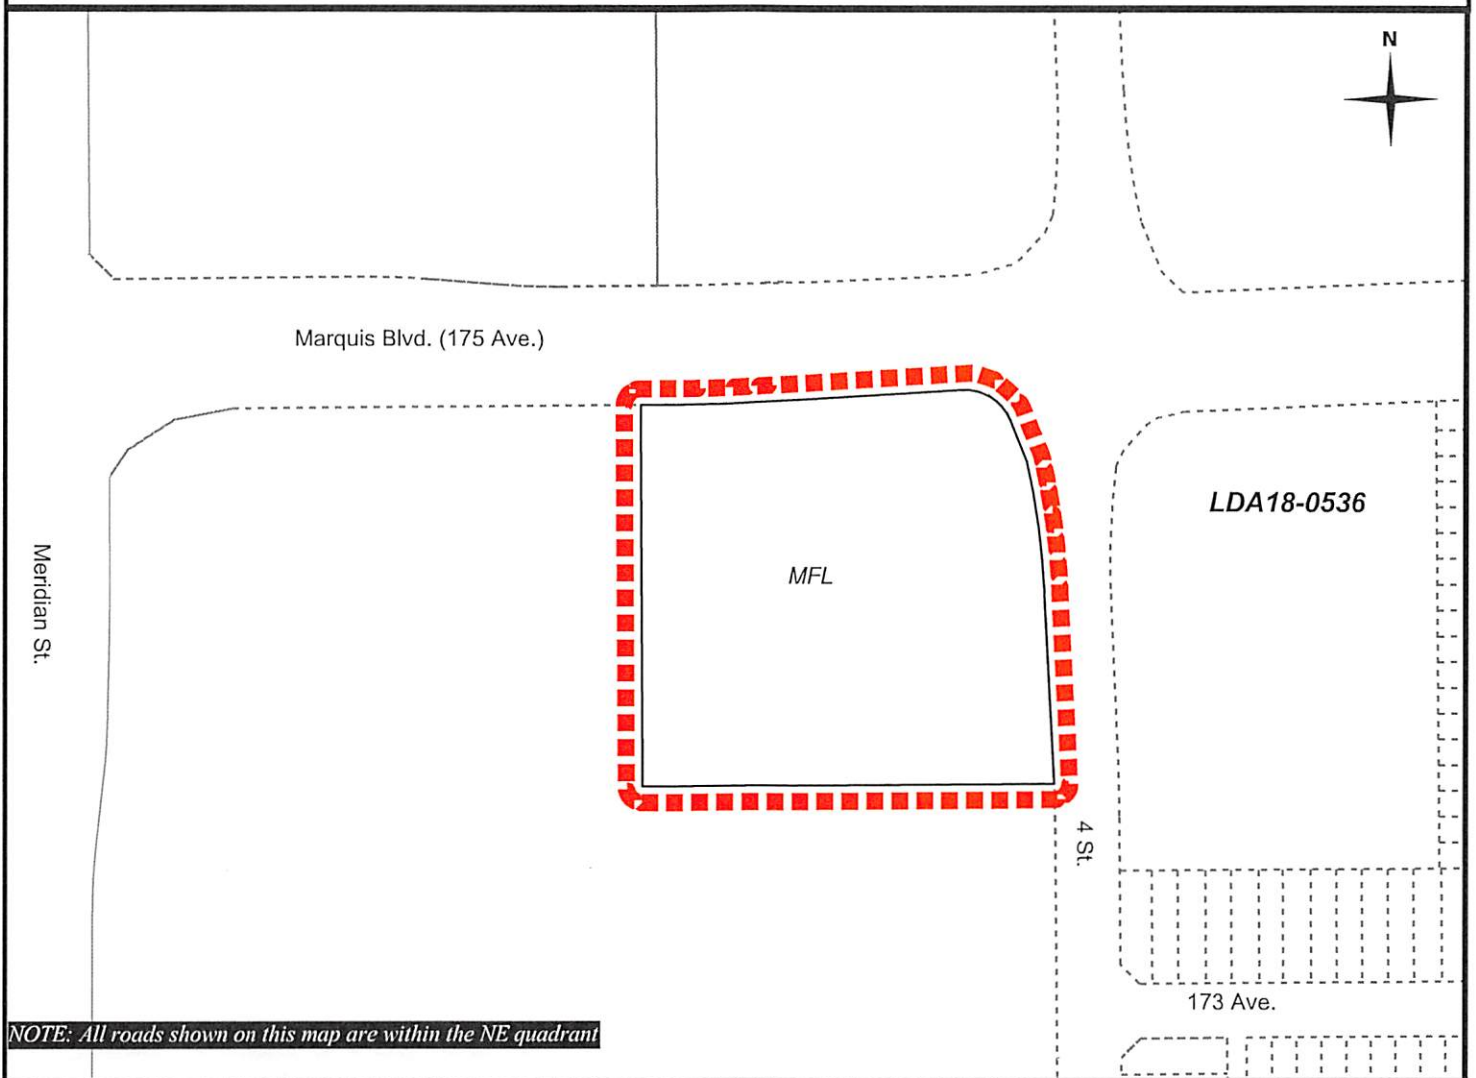 N
Marquis Blvd. (175 Ave.)
LDA18-0536
MFL
Meridian St.
4 St.
173 Ave.
NOTE: All roads shown on this map are within the NE quadrant